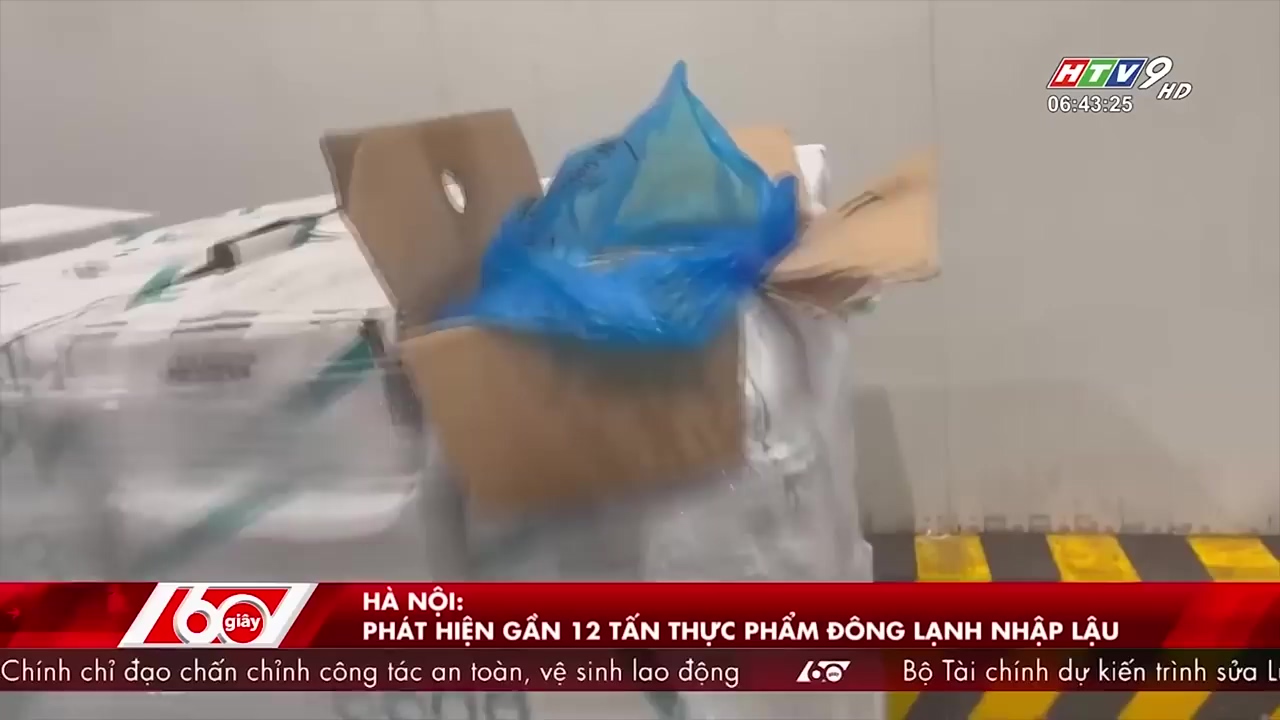 HTV9 HD
06:43:25
60 giây
HÀ NỘI:
PHÁT HIỆN GẦN 12 TẤN THỰC PHẨM ĐÔNG LẠNH NHẬP LẬU
Chính chỉ đạo chấn chỉnh công tác an toàn, vệ sinh lao động 60 giây Bộ Tài chính dự kiến trình sửa